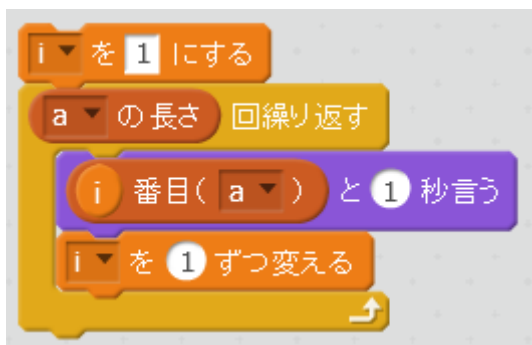 i を 1 にする
a の長さ 回繰り返す
i 番目( a ) と 1 秒言う
i を 1 ずつ変える